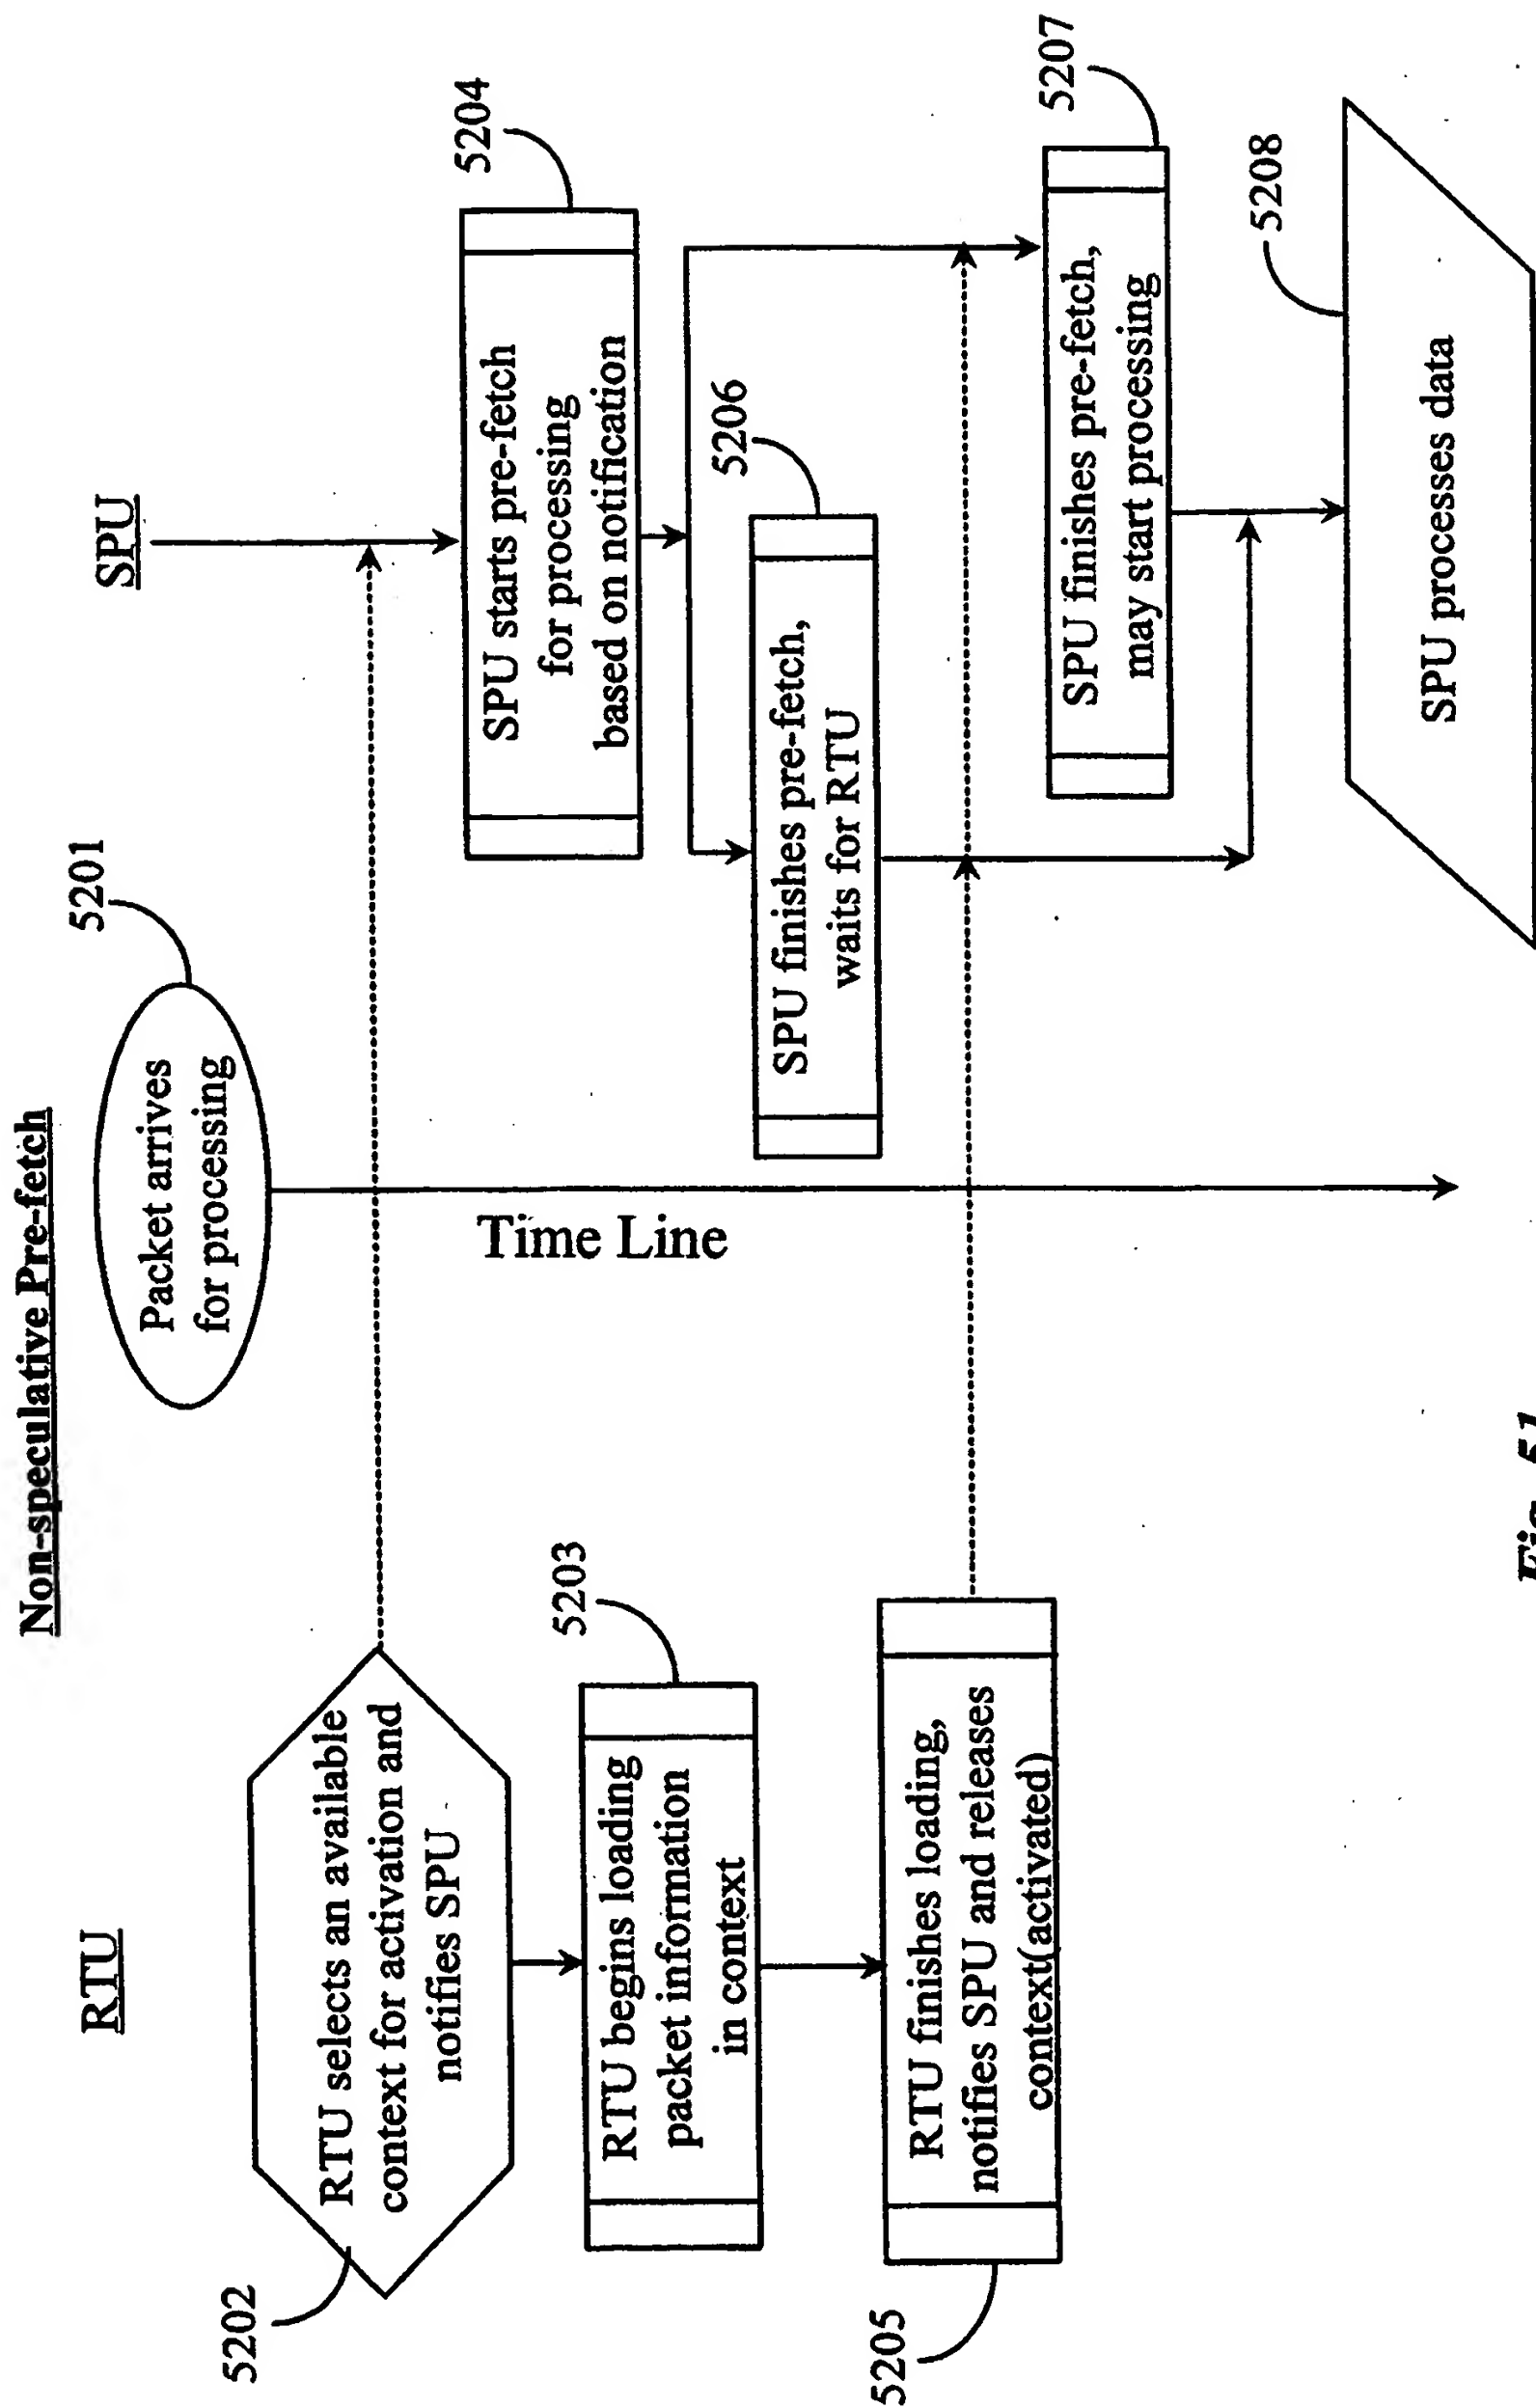 Non-speculative Pre-fetch
RTU
SPU
5201
Packet arrives
for processing
5202
RTU selects an available
context for activation and
notifies SPU
5203
RTU begins loading
packet information
in context
Time Line
5204
SPU starts pre-fetch
for processing
based on notification
5206
SPU finishes pre-fetch,
waits for RTU
5205
RTU finishes loading,
notifies SPU and releases
context(activated)
5207
SPU finishes pre-fetch,
may start processing
5208
SPU processes data
Fig. 51